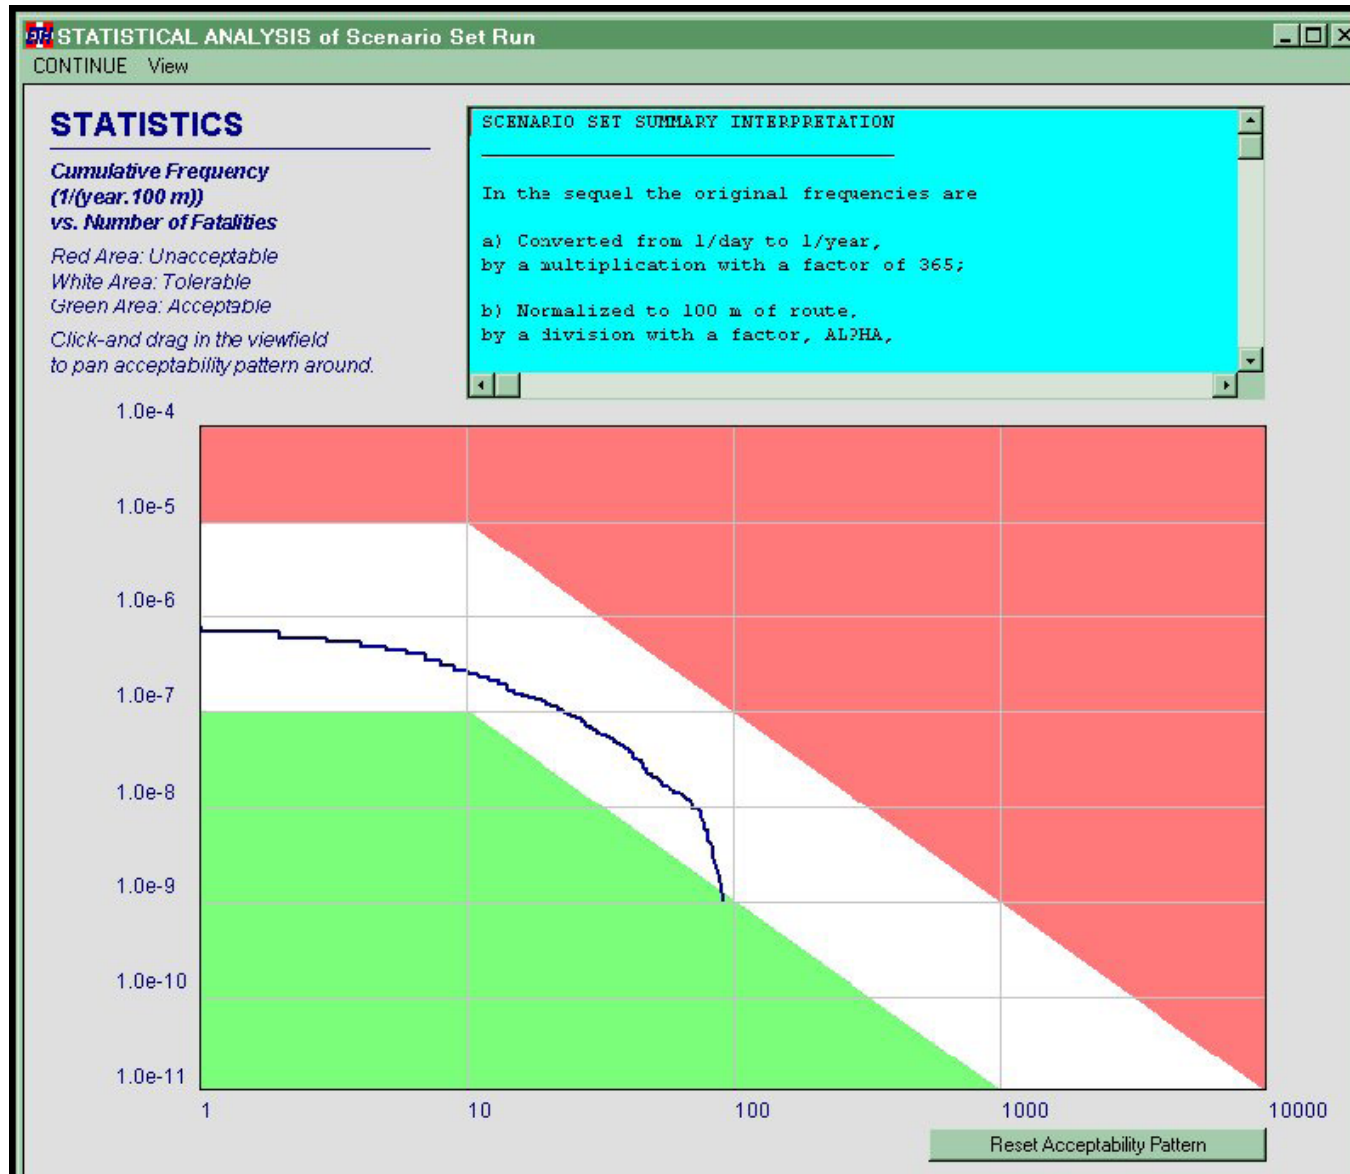 ETH STATISTICAL ANALYSIS of Scenario Set Run
CONTINUE View
STATISTICS
Cumulative Frequency
(1/(year.100 m))
vs. Number of Fatalities
Red Area: Unacceptable
White Area: Tolerable
Green Area: Acceptable
Click-and drag in the viewfield
to pan acceptability pattern around.
SCENARIO SET SUMMARY INTERPRETATION
In the sequel the original frequencies are
a) Converted from 1/day to 1/year,
by a multiplication with a factor of 365;
b) Normalized to 100 m of route,
by a division with a factor, ALPHA,
1.0e-4
1.0e-5
1.0e-6
1.0e-7
1.0e-8
1.0e-9
1.0e-10
1.0e-11
1 10 100 1000 10000
Reset Acceptability Pattern